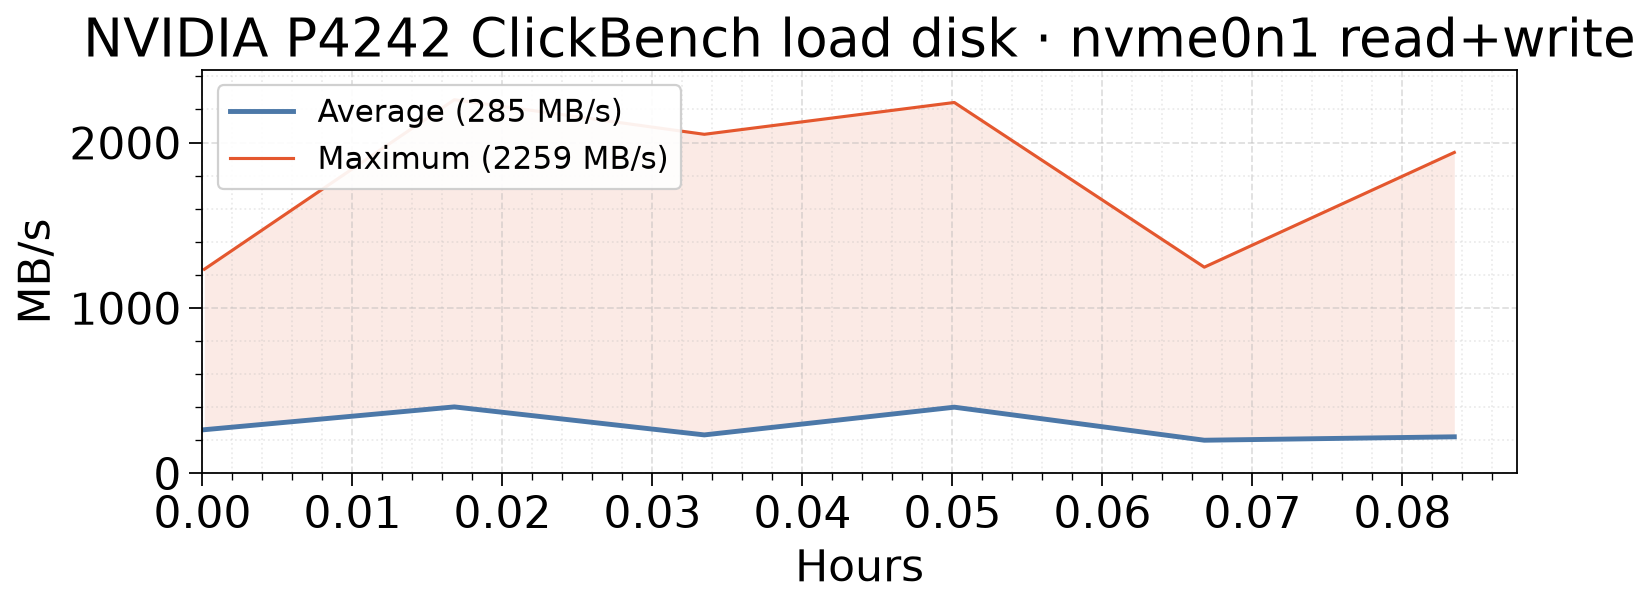 NVIDIA P4242 ClickBench load disk · nvme0n1 read+write
Average (285 MB/s)
Maximum (2259 MB/s)
MB/s
2000
1000
0
0.00 0.01 0.02 0.03 0.04 0.05 0.06 0.07 0.08
Hours